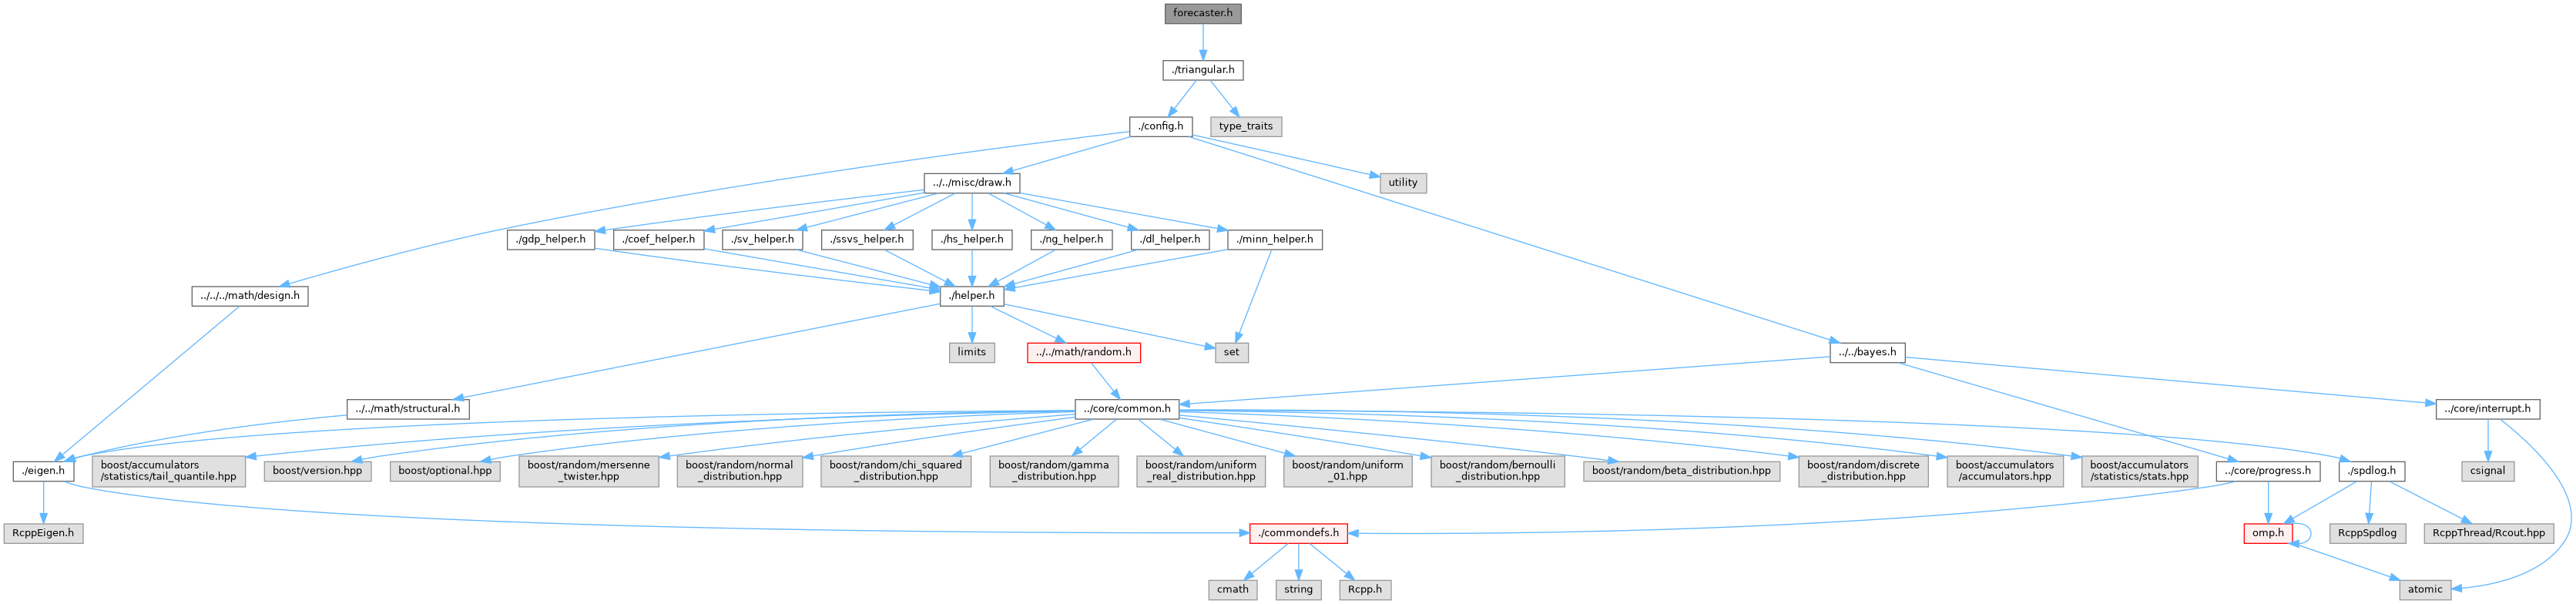 forecaster.h
./triangular.h
./config.h
type_traits
../../misc/draw.h
utility
./gdp_helper.h
./coef_helper.h
./sv_helper.h
./ssvs_helper.h
./hs_helper.h
./ng_helper.h
./dl_helper.h
./minn_helper.h
../../../math/design.h
./helper.h
limits
../../math/random.h
set
../../bayes.h
../../math/structural.h
../core/common.h
../core/interrupt.h
./eigen.h
boost/accumulators
/statistics/tail_quantile.hpp
boost/version.hpp
boost/optional.hpp
boost/random/mersenne
_twister.hpp
boost/random/normal
_distribution.hpp
boost/random/chi_squared
_distribution.hpp
boost/random/gamma
_distribution.hpp
boost/random/uniform
_real_distribution.hpp
boost/random/uniform
_01.hpp
boost/random/bernoulli
_distribution.hpp
boost/random/beta_distribution.hpp
boost/random/discrete
_distribution.hpp
boost/accumulators
/accumulators.hpp
boost/accumulators
/statistics/stats.hpp
../core/progress.h
./spdlog.h
csignal
RcppEigen.h
./commondefs.h
omp.h
RcppSpdlog
RcppThread/Rcout.hpp
cmath
string
Rcpp.h
atomic